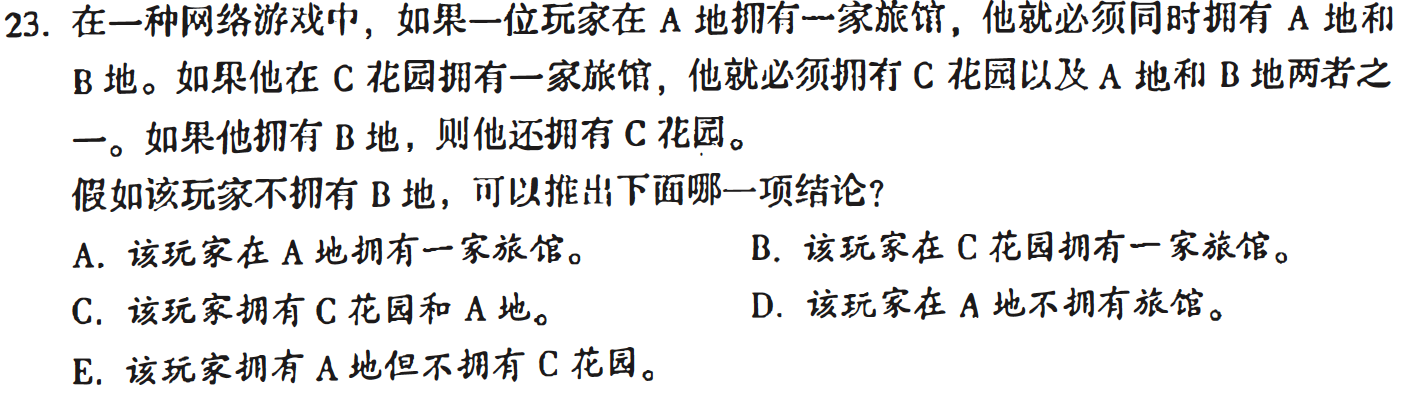 23. 在一种网络游戏中，如果一位玩家在 A 地拥有一家旅馆，他就必须同时拥有 A 地和
B 地。如果他在 C 花园拥有一家旅馆，他就必须拥有 C 花园以及 A 地和 B 地两者之
一。如果他拥有 B 地，则他还拥有 C 花园。
假如该玩家不拥有 B 地，可以推出下面哪一项结论？
A. 该玩家在 A 地拥有一家旅馆。 B. 该玩家在 C 花园拥有一家旅馆。
C. 该玩家拥有 C 花园和 A 地。 D. 该玩家在 A 地不拥有旅馆。
E. 该玩家拥有 A 地但不拥有 C 花园。